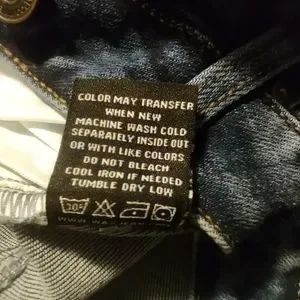 COLOR MAY TRANSFER
WHEN NEW
MACHINE WASH COLD
SEPARATELY INSIDE OUT
OR WITH LIKE COLORS
DO NOT BLEACH
COOL IRON IF NEEDED
TUMBLE DRY LOW
30°